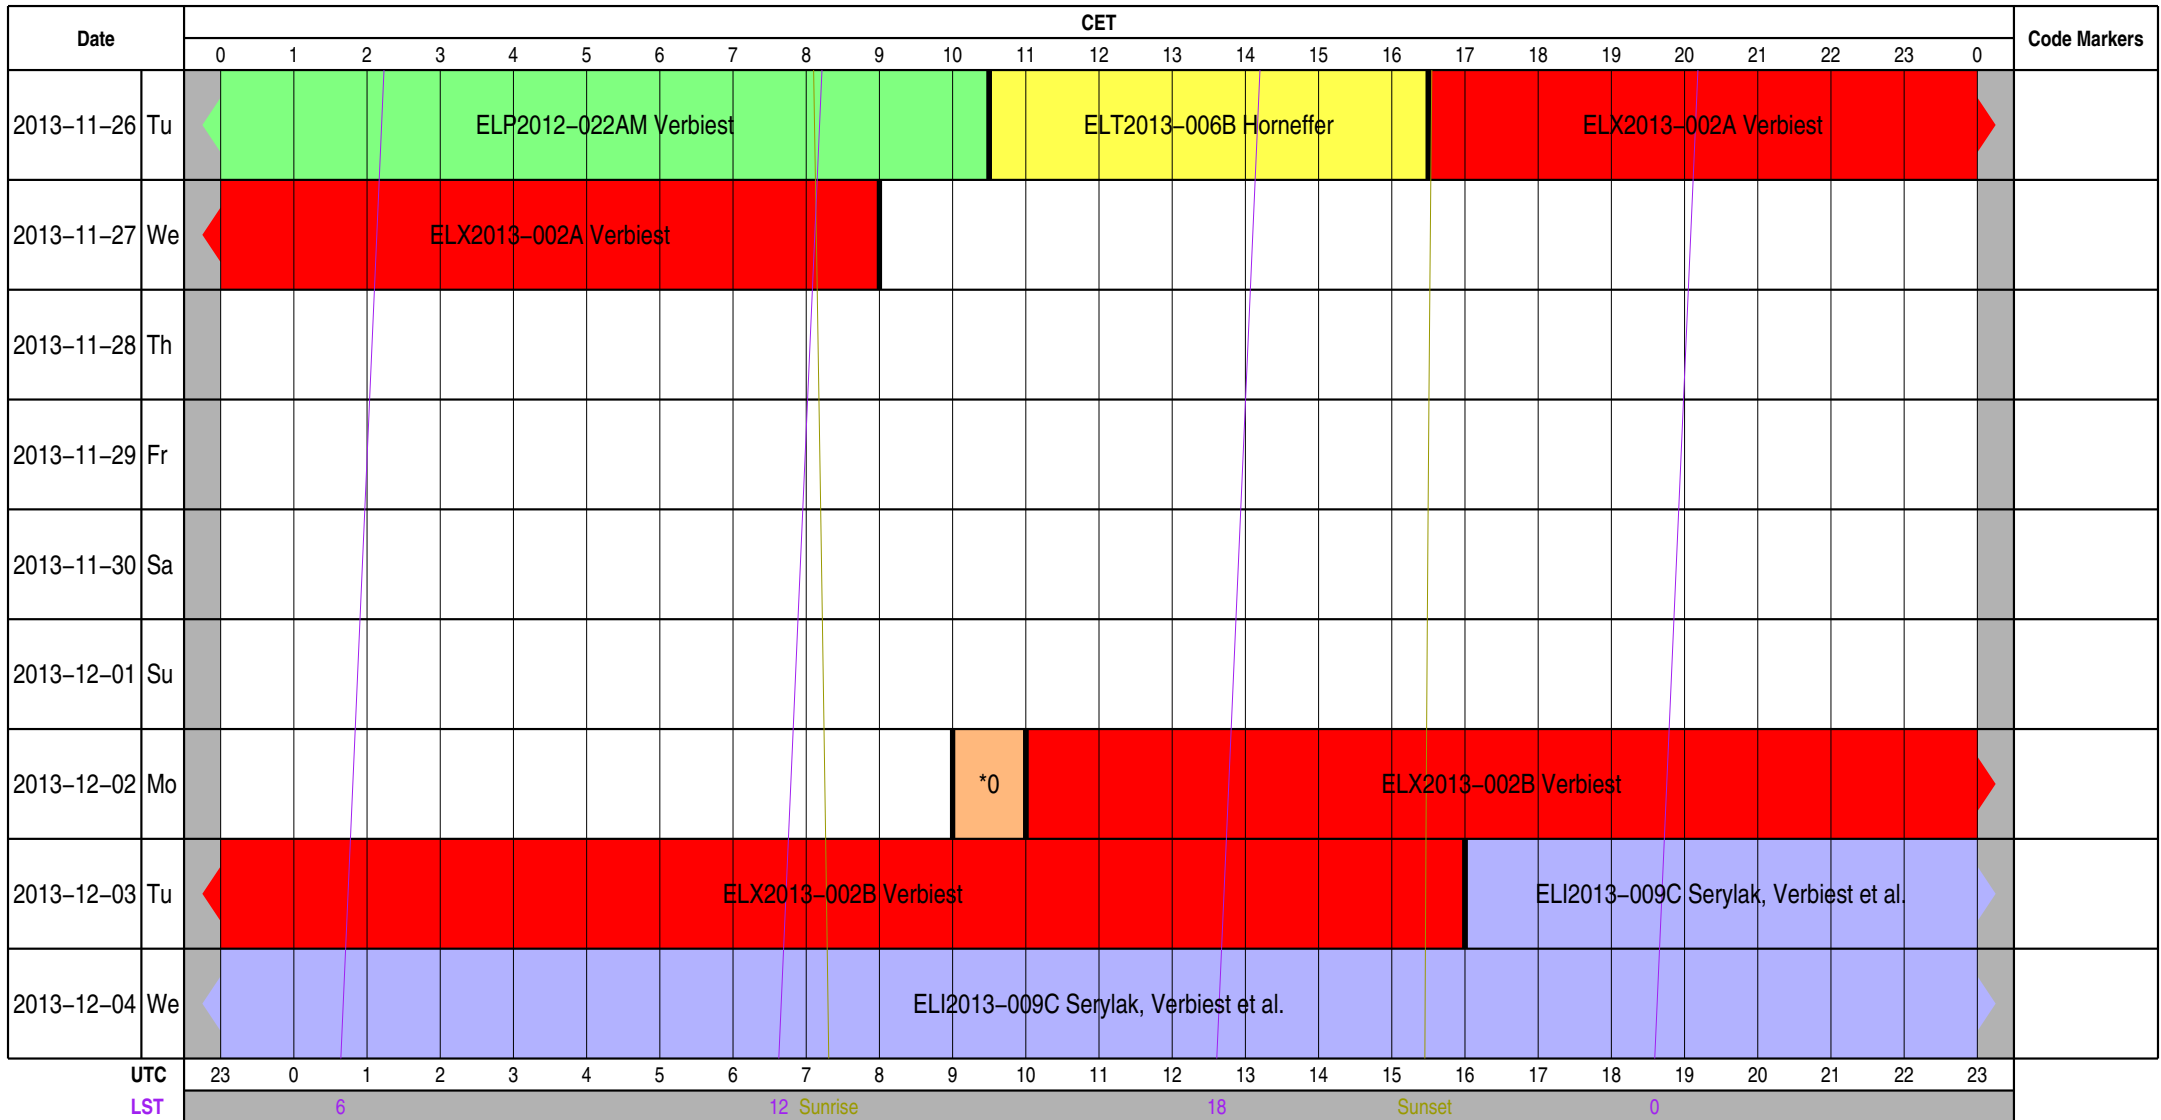 Date CET Code Markers
0 1 2 3 4 5 6 7 8 9 10 11 12 13 14 15 16 17 18 19 20 21 22 23 0
2013−11−26 Tu ELP2012−022AM Verbiest ELT2013−006B Horneffer ELX2013−002A Verbiest
2013−11−27 We ELX2013−002A Verbiest
2013−11−28 Th
2013−11−29 Fr
2013−11−30 Sa
2013−12−01 Su
2013−12−02 Mo *0 ELX2013−002B Verbiest
2013−12−03 Tu ELX2013−002B Verbiest ELI2013−009C Serylak, Verbiest et al.
2013−12−04 We ELI2013−009C Serylak, Verbiest et al.
UTC 23 0 1 2 3 4 5 6 7 8 9 10 11 12 13 14 15 16 17 18 19 20 21 22 23
LST 6 12 Sunrise 18 Sunset 0